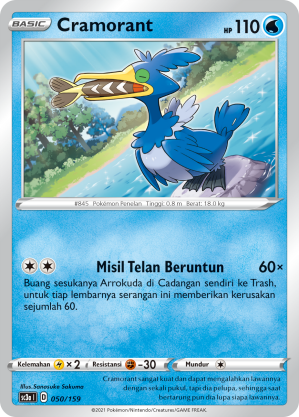 BASIC Cramorant HP 110
#845 Pokémon Penelan Tinggi: 0.8 m Berat: 18.0 kg
Misil Telan Beruntun 60×
Buang sesukanya Arrokuda di Cadangan sendiri ke Trash,
untuk tiap lembarnya serangan ini memberikan kerusakan
sejumlah 60.
Kelemahan ×2 Resistansi -30 Mundur
Illus. Sanosuke Sakuma
sc3a I D 050/159
Cramorant sangat kuat dan dapat mengalahkan lawannya
dengan sekali pukul, tapi dia pelupa, sehingga saat
bertarung pun dia lupa siapa lawannya.
©2021 Pokémon/Nintendo/Creatures/GAME FREAK.